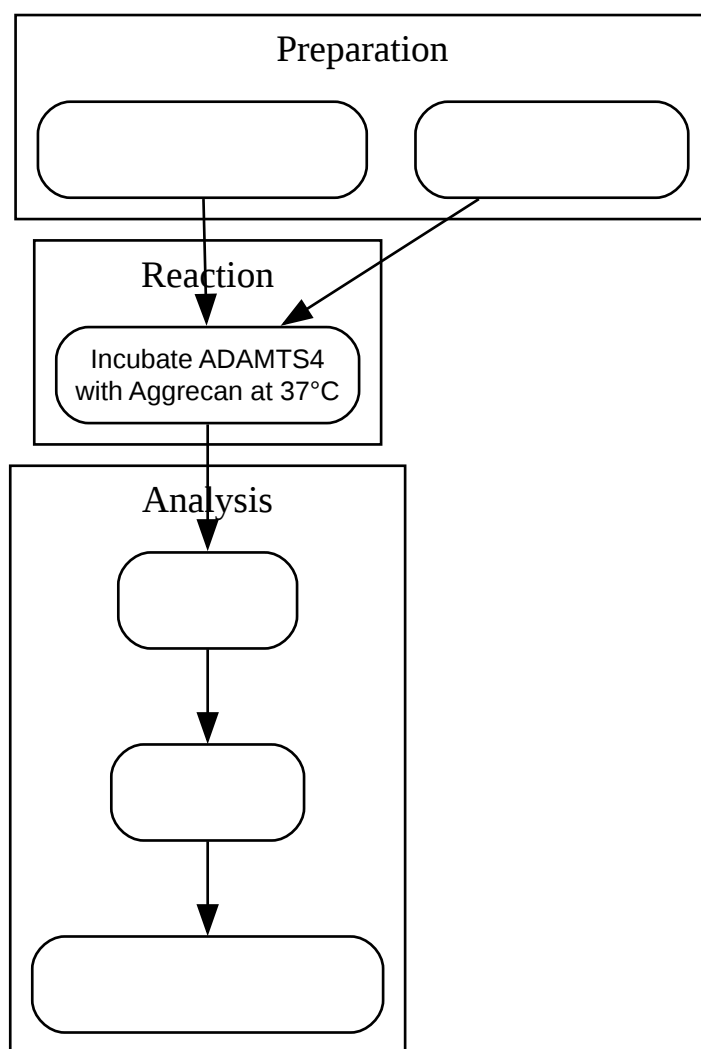 Preparation
Reaction
Incubate ADAMTS4
with Aggrecan at 37°C
Analysis